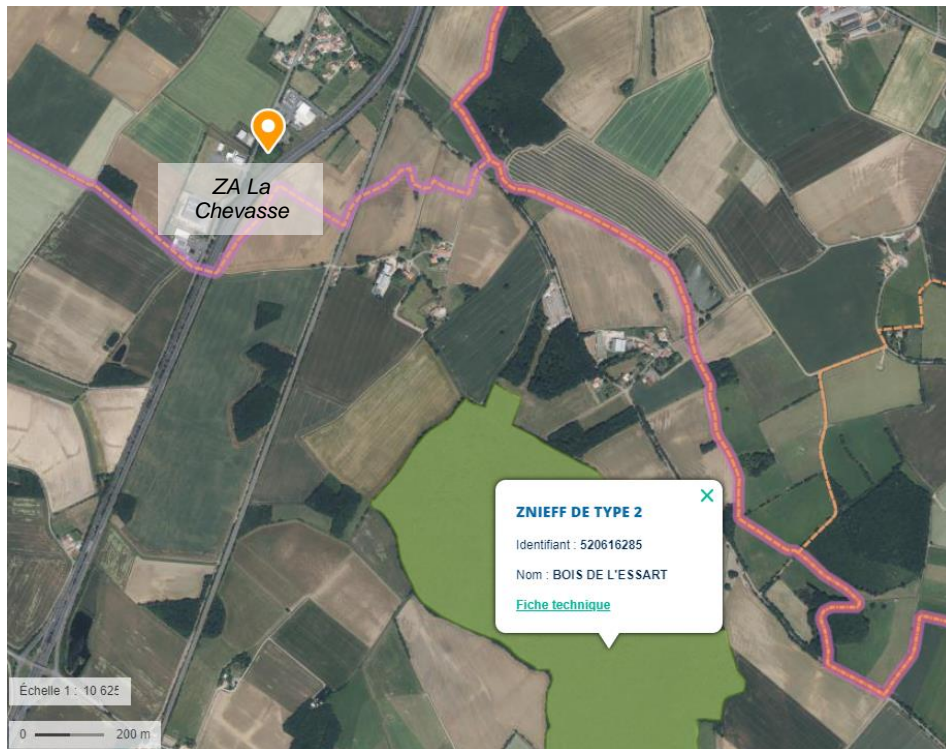 ZA La
Chevasse
ZNIEFF DE TYPE 2
Identifiant : 520616285
Nom : BOIS DE L'ESSART
Fiche technique
Échelle 1 : 10 625
0 200 m